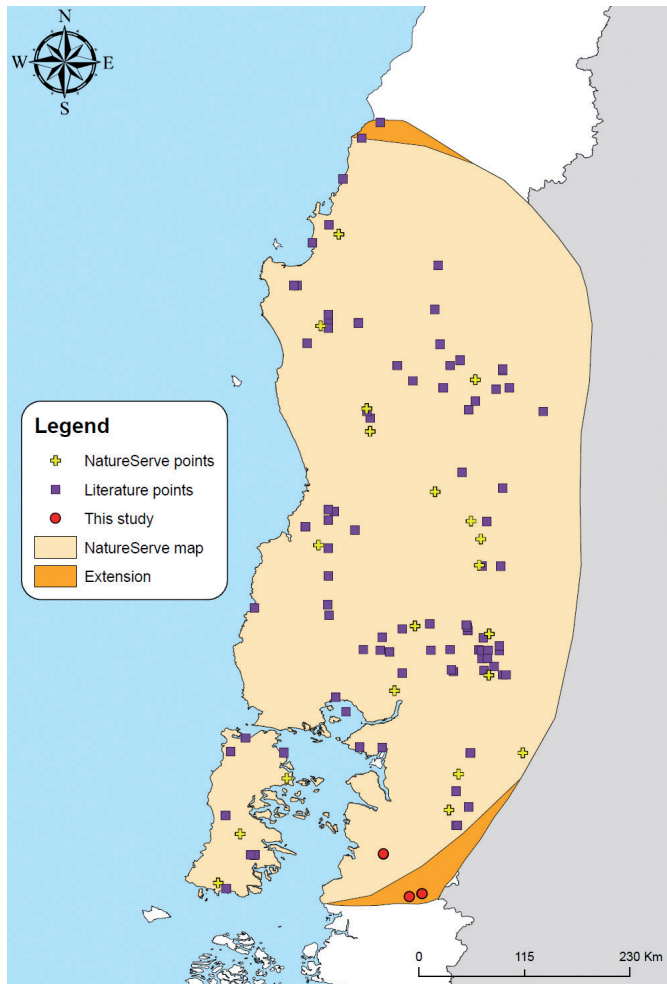 N
W E
S
Legend
NatureServe points
Literature points
This study
NatureServe map
Extension
0 115 230 Km